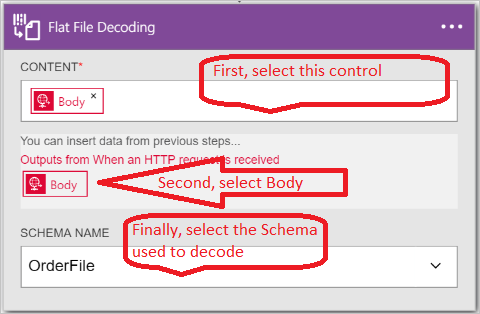 Flat File Decoding
CONTENT*
First, select this control
Body ×
You can insert data from previous steps...
Outputs from When an HTTP request is received
Body
Second, select Body
SCHEMA NAME
Finally, select the Schema
used to decode
OrderFile